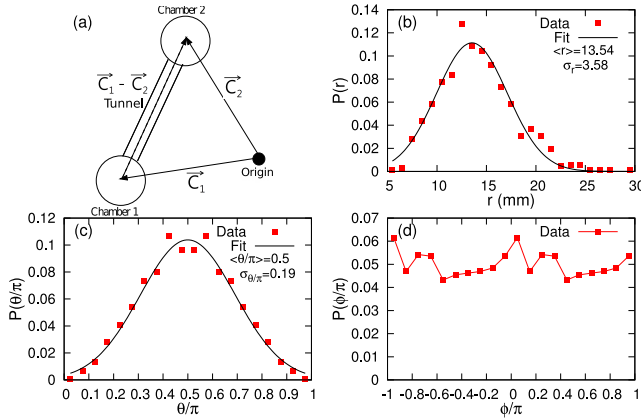 (a)
Chamber 2
C₁ - C₂
Tunnel
C₂
C₁
Origin
Chamber 1
(b)
Data
Fit
<r>=13.54
σr=3.58
P(r)
0.14
0.12
0.1
0.08
0.06
0.04
0.02
0
5 10 15 20 25 30
r (mm)
(c)
Data
Fit
<θ/π>=0.5
σθ/π=0.19
P(θ/π)
0.12
0.1
0.08
0.06
0.04
0.02
0
0 0.1 0.2 0.3 0.4 0.5 0.6 0.7 0.8 0.9 1
θ/π
(d)
Data
P(ϕ/π)
0.07
0.06
0.05
0.04
0.03
0.02
0.01
0
-1 -0.8-0.6-0.4-0.2 0 0.2 0.4 0.6 0.8 1
ϕ/π